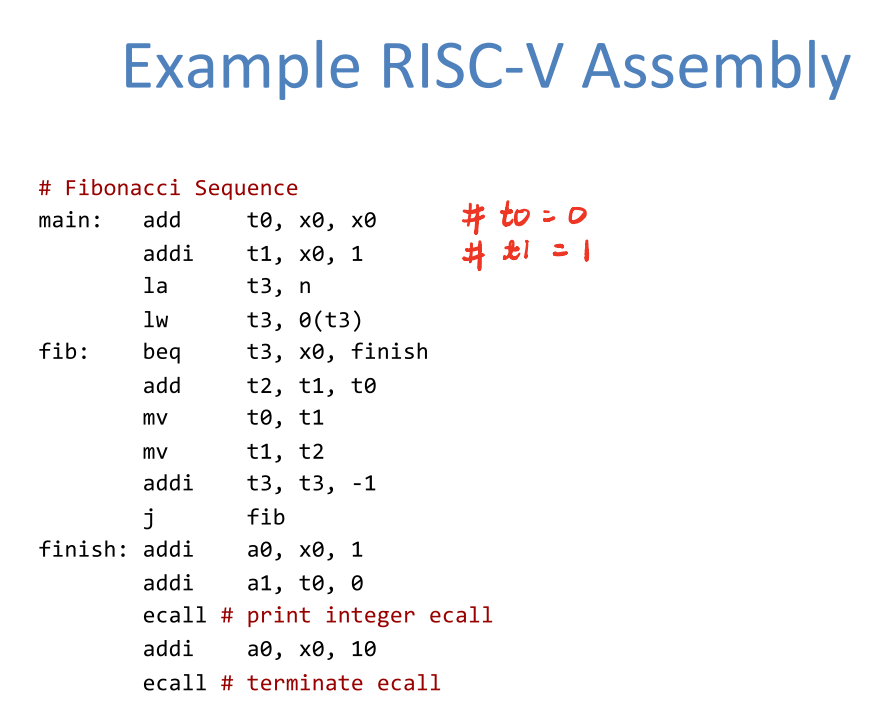 Example RISC-V Assembly
# Fibonacci Sequence
main: add t0, x0, x0 # t0 = 0
addi t1, x0, 1 # t1 = 1
la t3, n
lw t3, 0(t3)
fib: beq t3, x0, finish
add t2, t1, t0
mv t0, t1
mv t1, t2
addi t3, t3, -1
j fib
finish: addi a0, x0, 1
addi a1, t0, 0
ecall # print integer ecall
addi a0, x0, 10
ecall # terminate ecall